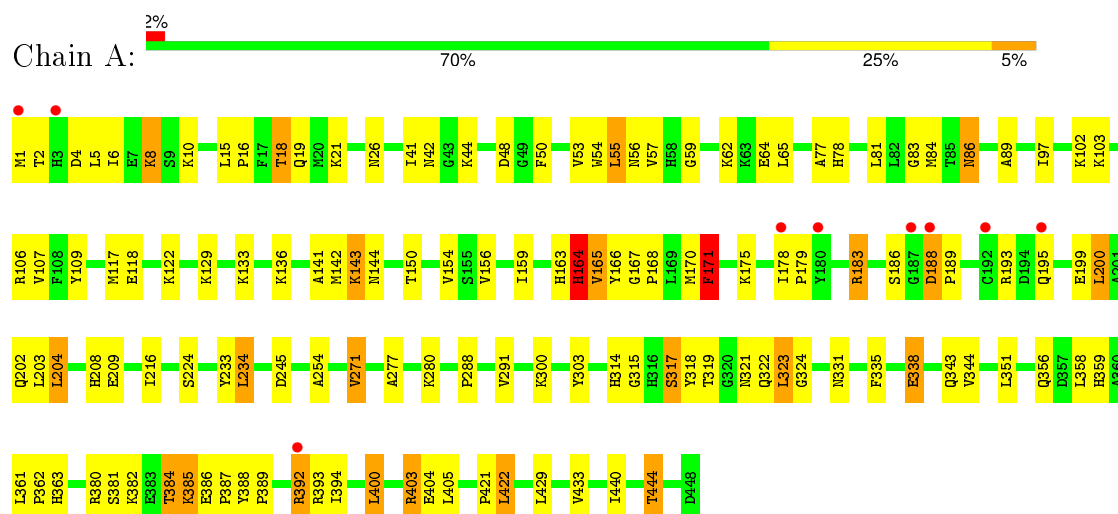 2%
Chain A:
70% 25% 5%
M1 T2 H3 D4 L5 I6 E7 K8 S9 K10 L15 P16 F17 T18 Q19 M20 K21 N26 I41 N42 G43 K44 D48 G49 F50 V53 W54 L55 N56 V57 H58 G59 K62 K63 E64 L65 A77 H78 L81 L82 G83 M84 T85 N86 A89 I97 K102 K103
R106 V107 F108 Y109 M117 E118 K122 K129 K133 K136 A141 M142 K143 N144 T150 V154 S155 V156 I159 H163 H164 V165 Y166 G167 P168 L169 M170 F171 K175 I178 P179 Y180 R183 S186 G187 D188 P189 C192 R193 D194 Q195 E199 L200 A201
Q202 L203 L204 H208 E209 I216 S224 Y233 L234 D245 A254 V271 A277 K280 P288 V291 K300 Y303 H314 G315 H316 S317 Y318 T319 G320 N321 Q322 L323 G324 N331 F335 E338 Q343 V344 L351 Q356 D357 L358 H359 A360
L361 P362 H363 R380 S381 K382 E383 T384 K385 E386 P387 Y388 P389 R392 R393 I394 L400 R403 E404 L405 P421 L422 L429 V433 I440 T444 D448